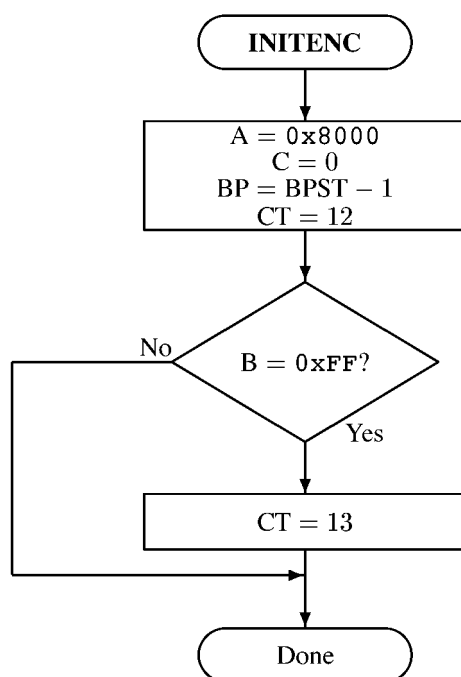 INITENC
A = 0x8000
C = 0
BP = BPST − 1
CT = 12
No
B = 0xFF?
Yes
CT = 13
Done